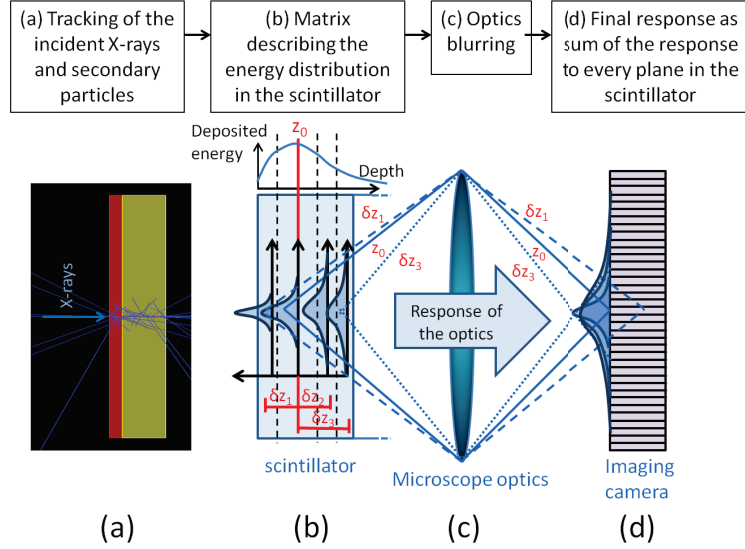 (a) Tracking of the
incident X-rays
and secondary
particles
(b) Matrix
describing the
energy distribution
in the scintillator
(c) Optics
blurring
(d) Final response as
sum of the response
to every plane in the
scintillator
Deposited
energy
z0
Depth
δz1
z0
δz3
δz1
z0
δz3
X-rays
Response of
the optics
δz1
δz2
δz3
scintillator
Microscope optics
Imaging
camera
(a)
(b)
(c)
(d)